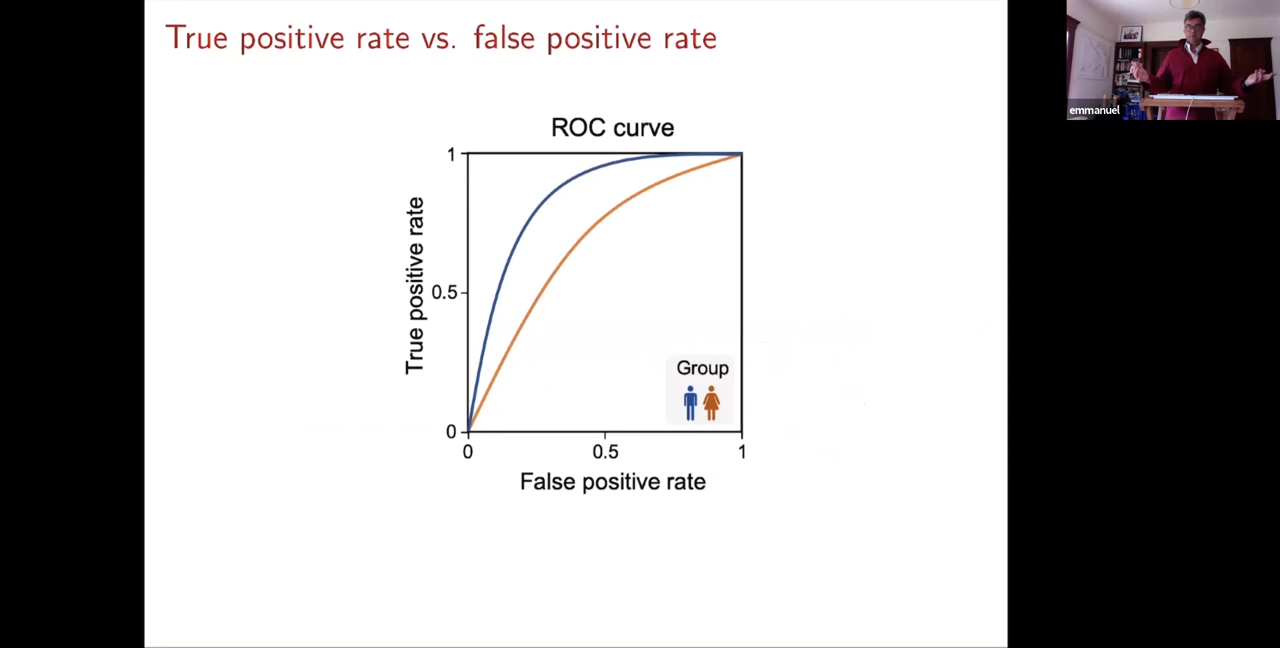 True positive rate vs. false positive rate
emmanuel
ROC curve
1
True positive rate
0.5
Group
0
0
0.5
1
False positive rate